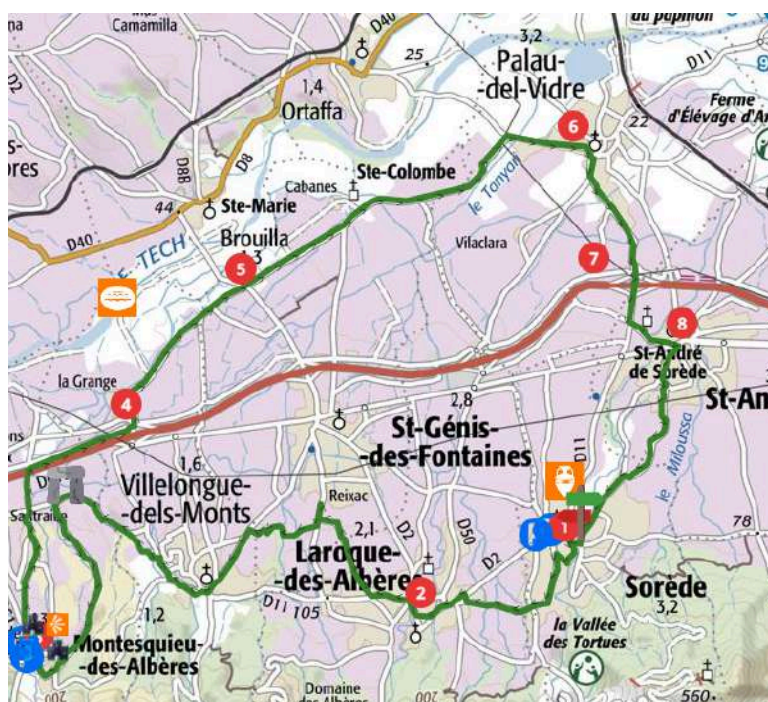 Camamilla
du papillon
D40
25
3,2
Palau-
-del-Vidre
D11
1,4
Ortaffa
6
22
Ferme
d'Élevage d'A
D2
D8B
D8
Cabanes
Ste-Colombe
le Tanyari
44
Ste-Marie
D40
LE TECH
Brouilla
3
5
Vilaclara
7
8
la Grange
St-André
de Sorède
4
2,8
St-Génis-
-des-Fontaines
D11
St-An
le Miloussa
1,6
Villelongue-
-dels-Monts
Reixac
1
78
2,1
D2
D50
Laroque-
-des-Albères
D2
2
D11 105
Sorède
3,2
1,2
la Vallée
des Tortues
Montesquieu
-des-Albères
Domaine
des Albères
200
200
560